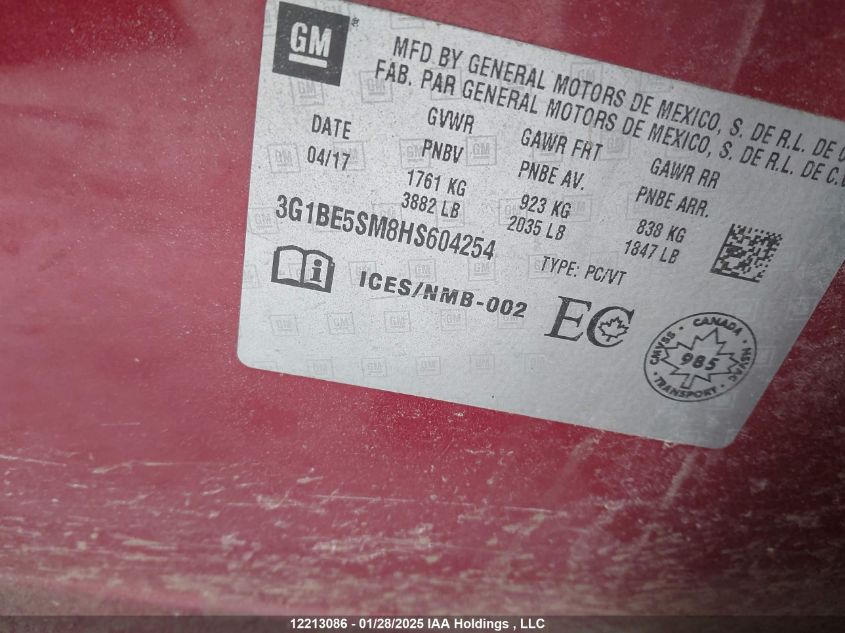 GM
MFD BY GENERAL MOTORS DE MEXICO, S. DE R.L. DE
FAB. PAR GENERAL MOTORS DE MEXICO, S. DE R.L. DE C.V.
DATE GVWR GAWR FRT GAWR RR
04/17 PNBV PNBE AV. PNBE ARR.
1761 KG 923 KG 838 KG
3882 LB 2035 LB 1847 LB
3G1BE5SM8HS604254
TYPE: PC/VT
ICES/NMB-002
EC
CANADA
CMVSS 985 NSVAC
TRANSPORT
12213086 - 01/28/2025 IAA Holdings , LLC